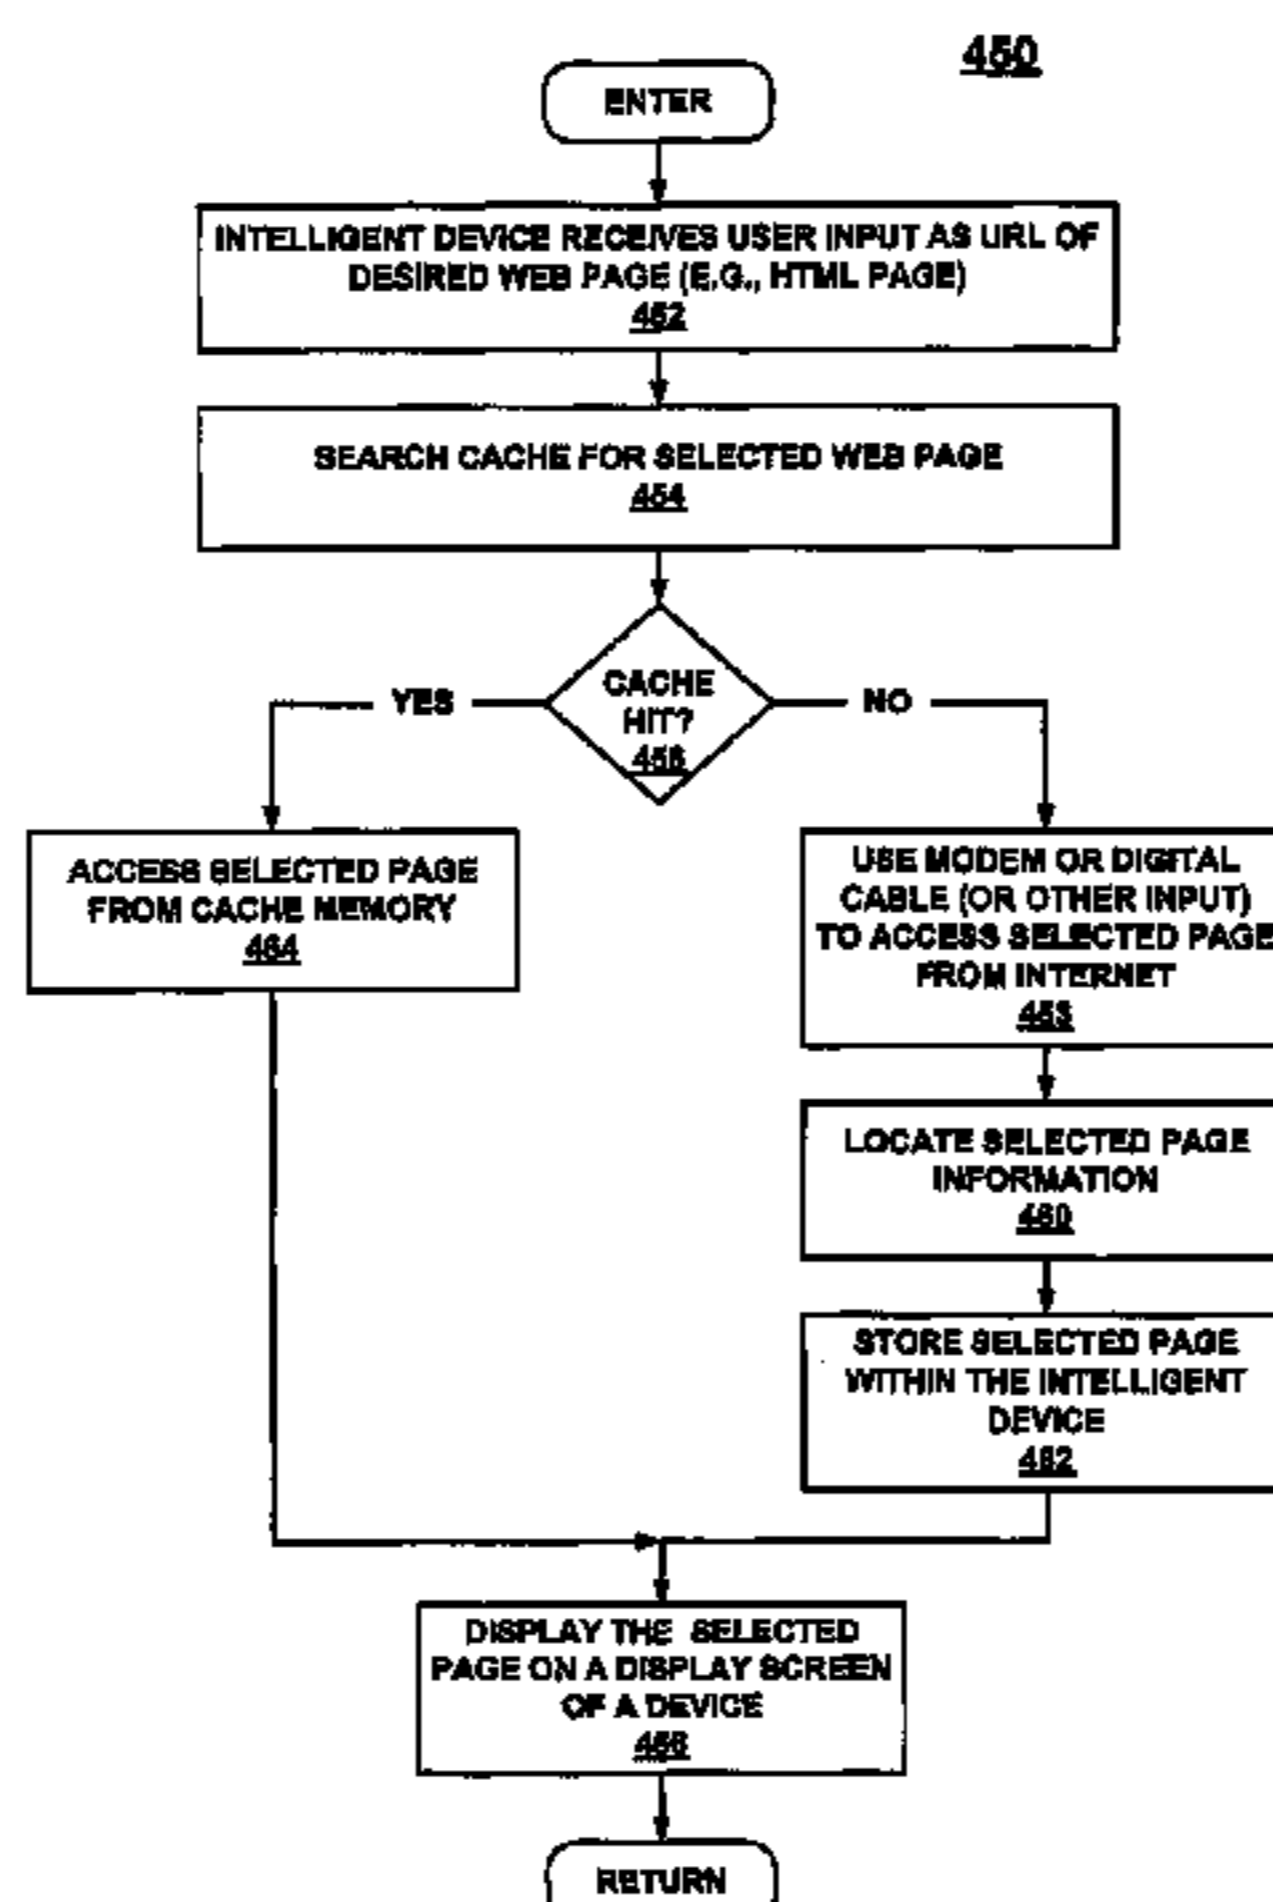 450
ENTER
INTELLIGENT DEVICE RECEIVES USER INPUT AS URL OF
DESIRED WEB PAGE (E.G., HTML PAGE)
452
SEARCH CACHE FOR SELECTED WEB PAGE
454
CACHE
HIT?
456
YES
NO
ACCESS SELECTED PAGE
FROM CACHE MEMORY
464
USE MODEM OR DIGITAL
CABLE (OR OTHER INPUT)
TO ACCESS SELECTED PAGE
FROM INTERNET
LOCATE SELECTED PAGE
INFORMATION
460
STORE SELECTED PAGE
WITHIN THE INTELLIGENT
DEVICE
462
DISPLAY THE SELECTED
PAGE ON A DISPLAY SCREEN
OF A DEVICE
RETURN